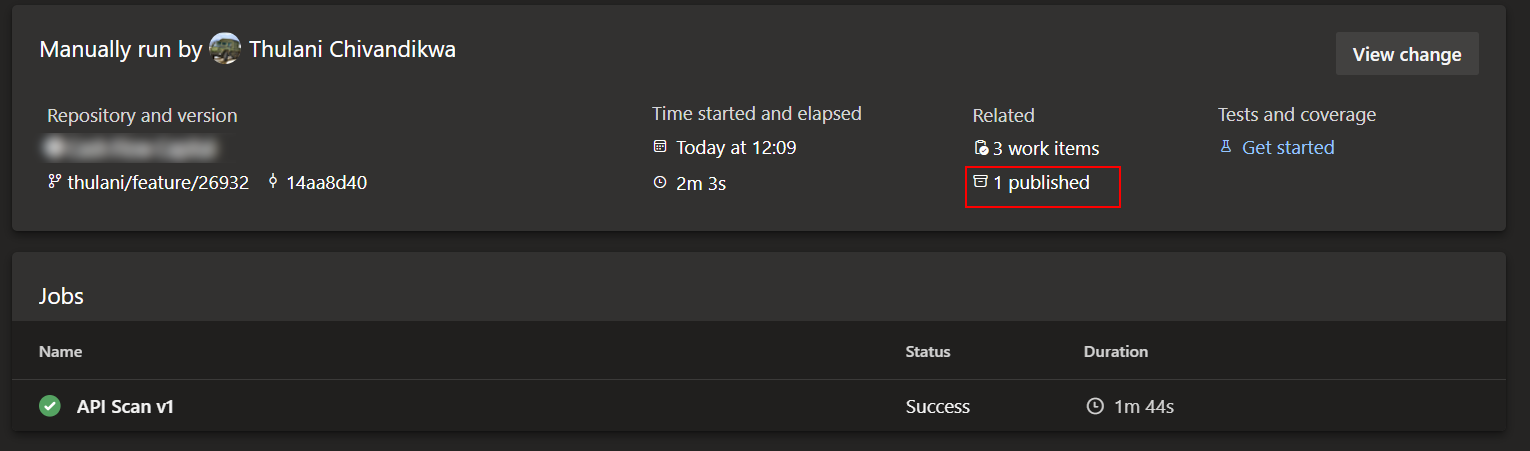 Manually run by Thulani Chivandikwa
View change
Repository and version
thulani/feature/26932 14aa8d40
Time started and elapsed
Today at 12:09
2m 3s
Related
3 work items
1 published
Tests and coverage
Get started
Jobs
Name Status Duration
API Scan v1 Success 1m 44s